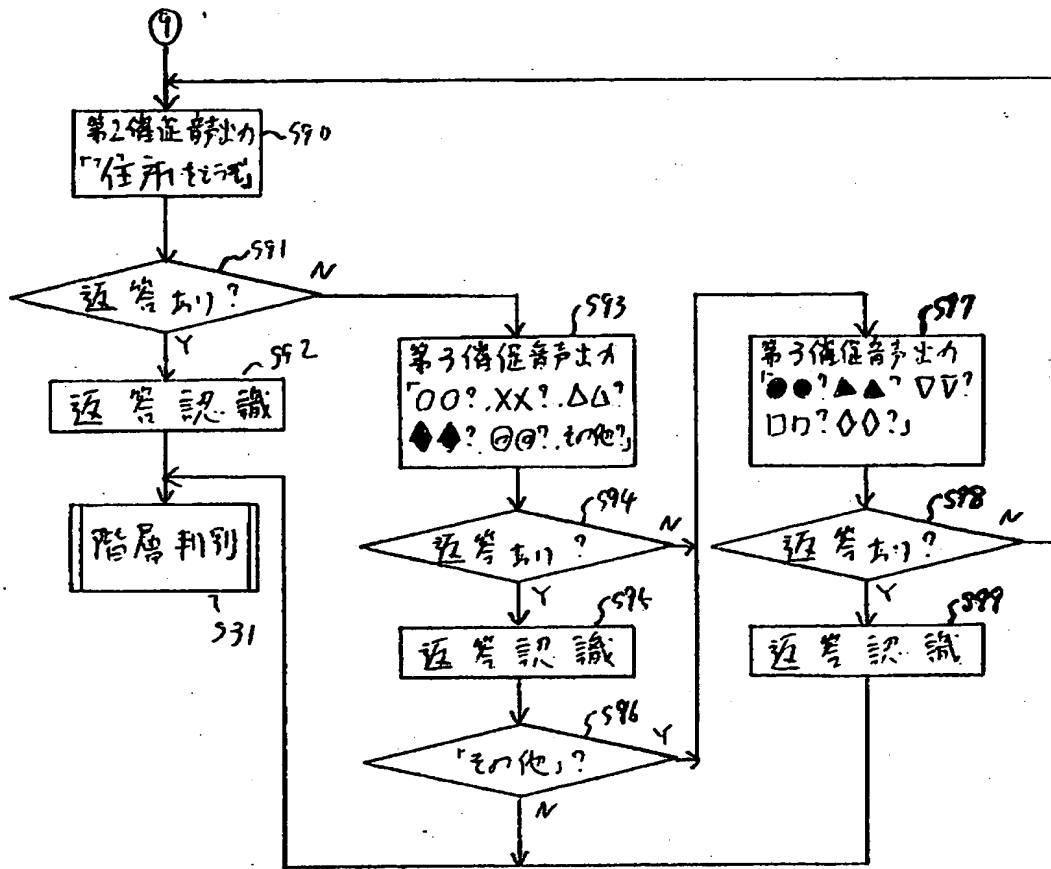 9
第2催促音声出力
S90
「ご住所をどうぞ」
S91
返答あり?
N
Y
S92
返答認識
階層判別
S31
S93
第3催促音声出力
「○○?、××?、△△?
◆◆?、◎◎?、その他?」
S94
返答あり?
N
Y
S95
返答認識
S96
「その他」?
Y
N
S97
第3催促音声出力
「●●?▲▲?▽▽?
□□?◇◇?」
S98
返答あり?
N
Y
S99
返答認識